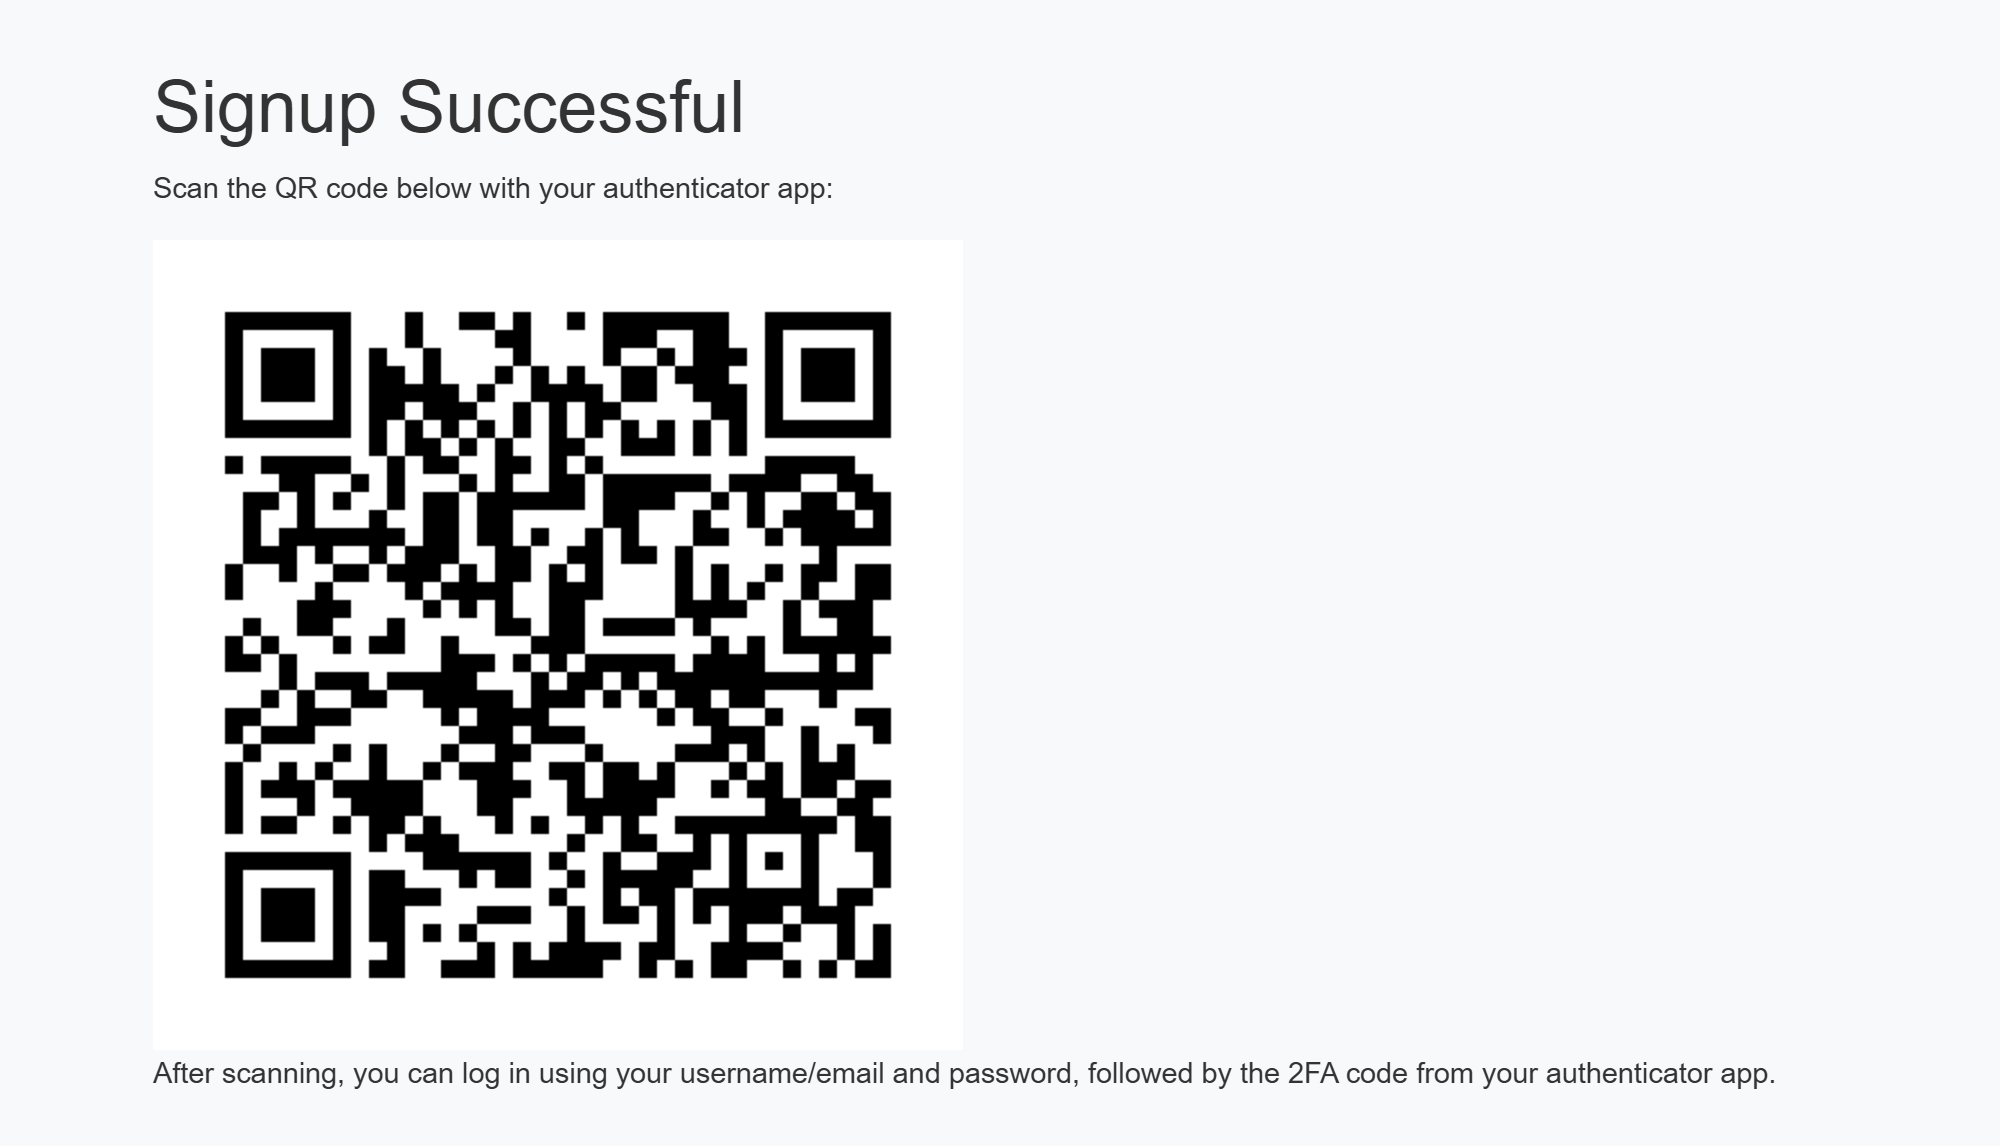 Signup Successful
Scan the QR code below with your authenticator app:
After scanning, you can log in using your username/email and password, followed by the 2FA code from your authenticator app.